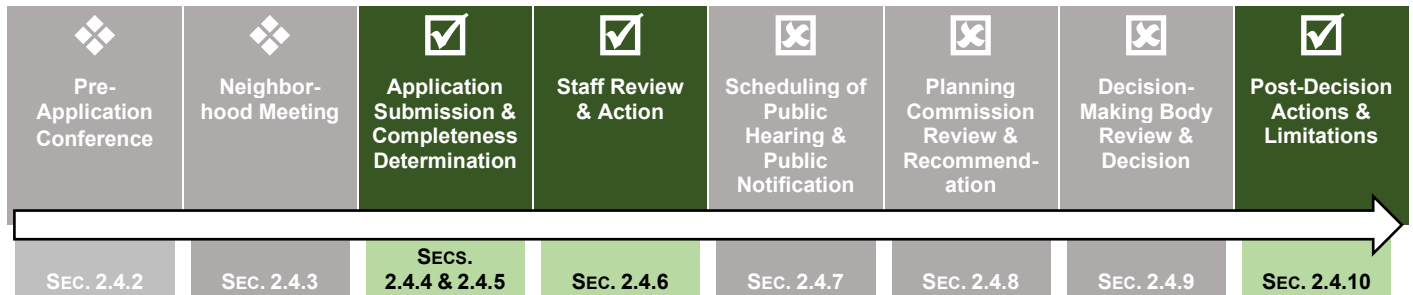 Pre-
Application
Conference
Neighbor-
hood Meeting
Application
Submission &
Completeness
Determination
Staff Review
& Action
Scheduling of
Public
Hearing &
Public
Notification
Planning
Commission
Review &
Recommend-
ation
Decision-
Making Body
Review &
Decision
Post-Decision
Actions &
Limitations
SEC. 2.4.2
SEC. 2.4.3
SECS.
2.4.4 & 2.4.5
SEC. 2.4.6
SEC. 2.4.7
SEC. 2.4.8
SEC. 2.4.9
SEC. 2.4.10